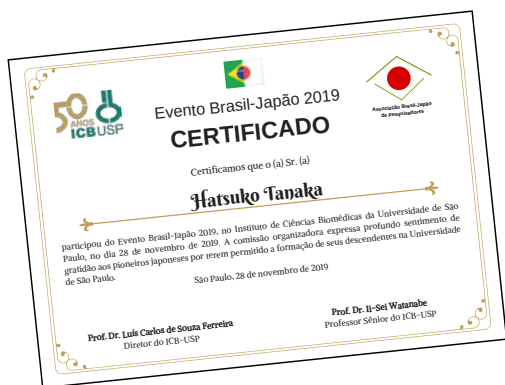 50
ANOS
ICBUSP
Evento Brasil-Japão 2019
CERTIFICADO
Associação Brasil-Japão
de pesquisadores
Certificamos que o (a) Sr. (a)
Hatsuko Tanaka
participou do Evento Brasil-Japão 2019, no Instituto de Ciências Biomédicas da Universidade de São
Paulo, no dia 28 de novembro de 2019. A comissão organizadora expressa profundo sentimento de
gratidão aos pioneiros japoneses por terem permitido a formação de seus descendentes na Universidade
de São Paulo.
São Paulo, 28 de novembro de 2019
Prof. Dr. Luís Carlos de Souza Ferreira
Diretor do ICB-USP
Prof. Dr. Ii-Sei Watanabe
Professor Sênior do ICB-USP